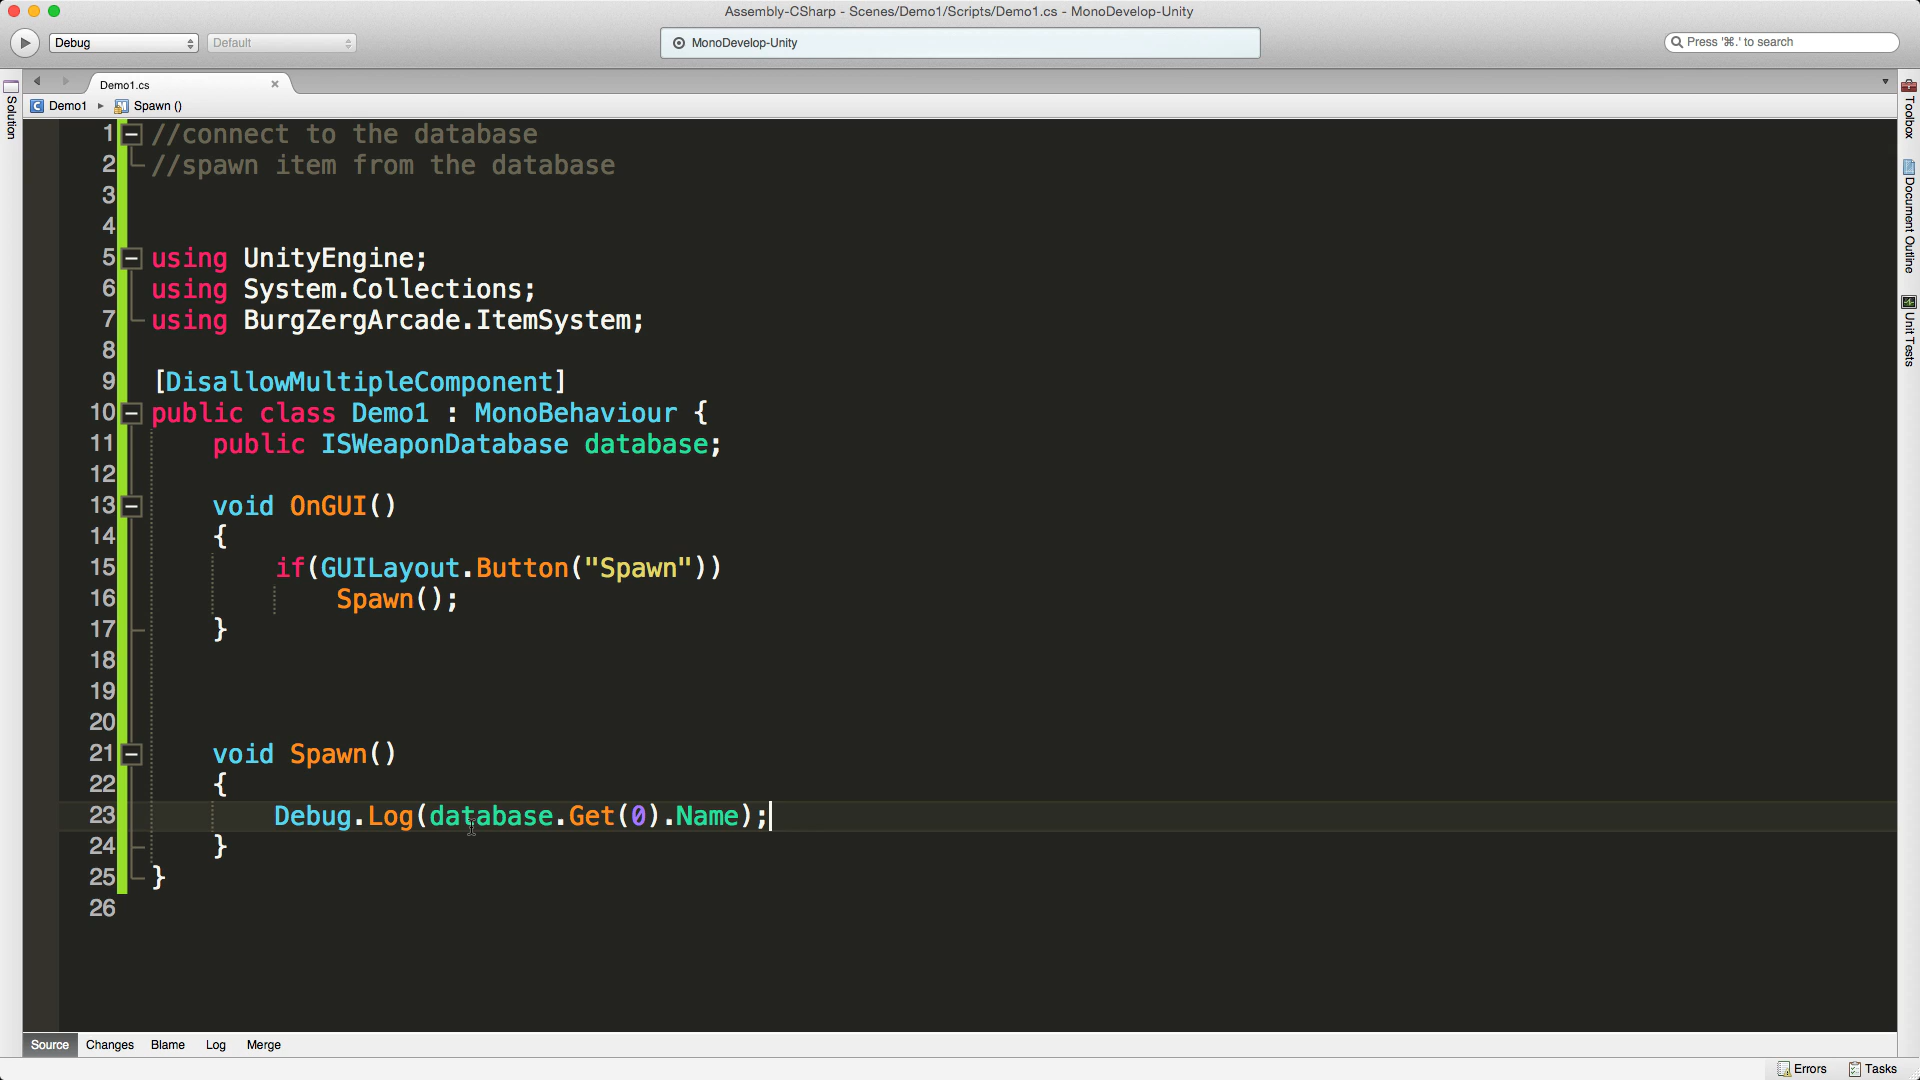 Assembly-CSharp - Scenes/Demo1/Scripts/Demo1.cs - MonoDevelop-Unity
Debug
Default
MonoDevelop-Unity
Press '⌘.' to search
Demo1.cs
Demo1
Spawn ()
Solution
Toolbox
Document Outline
Unit Tests
1 //connect to the database
2 //spawn item from the database
3
4
5 using UnityEngine;
6 using System.Collections;
7 using BurgZergArcade.ItemSystem;
8
9 [DisallowMultipleComponent]
10 public class Demo1 : MonoBehaviour {
11 public ISWeaponDatabase database;
12
13 void OnGUI()
14 {
15 if(GUILayout.Button("Spawn"))
16 Spawn();
17 }
18
19
20
21 void Spawn()
22 {
23 Debug.Log(database.Get(0).Name);
24 }
25 }
26
Source Changes Blame Log Merge
Errors Tasks